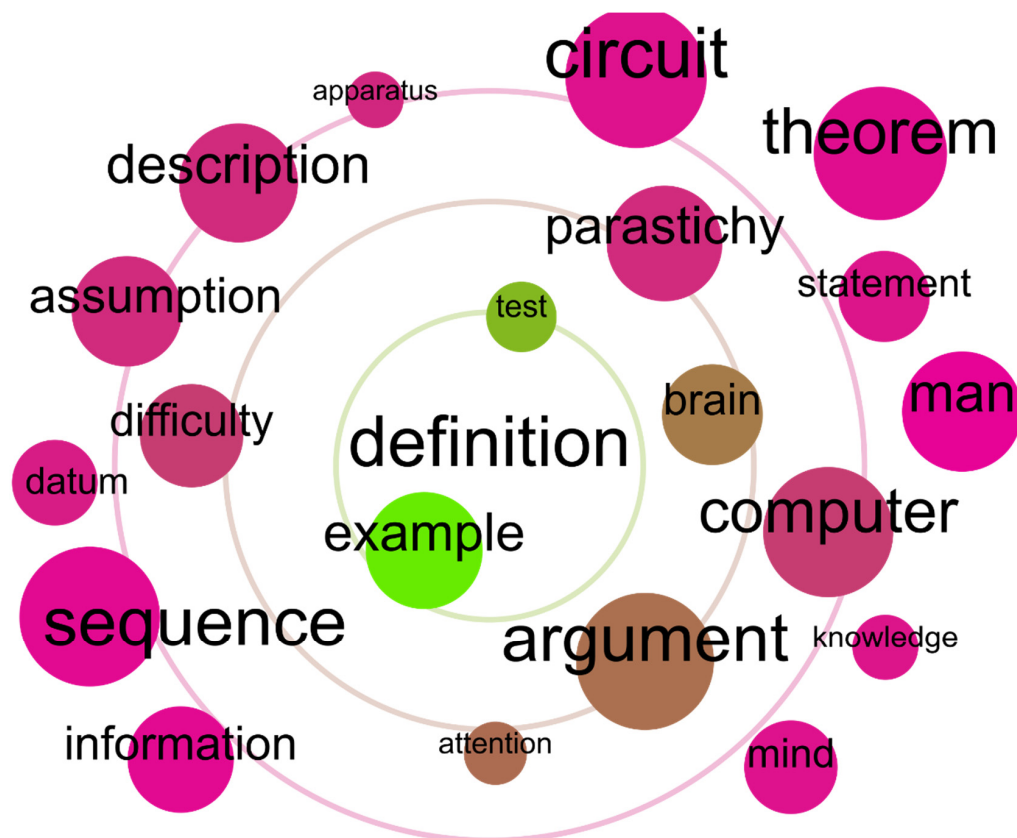 circuit
apparatus
theorem
description
parastichy
statement
assumption
test
brain
man
difficulty
definition
datum
computer
example
sequence
argument
knowledge
information
attention
mind